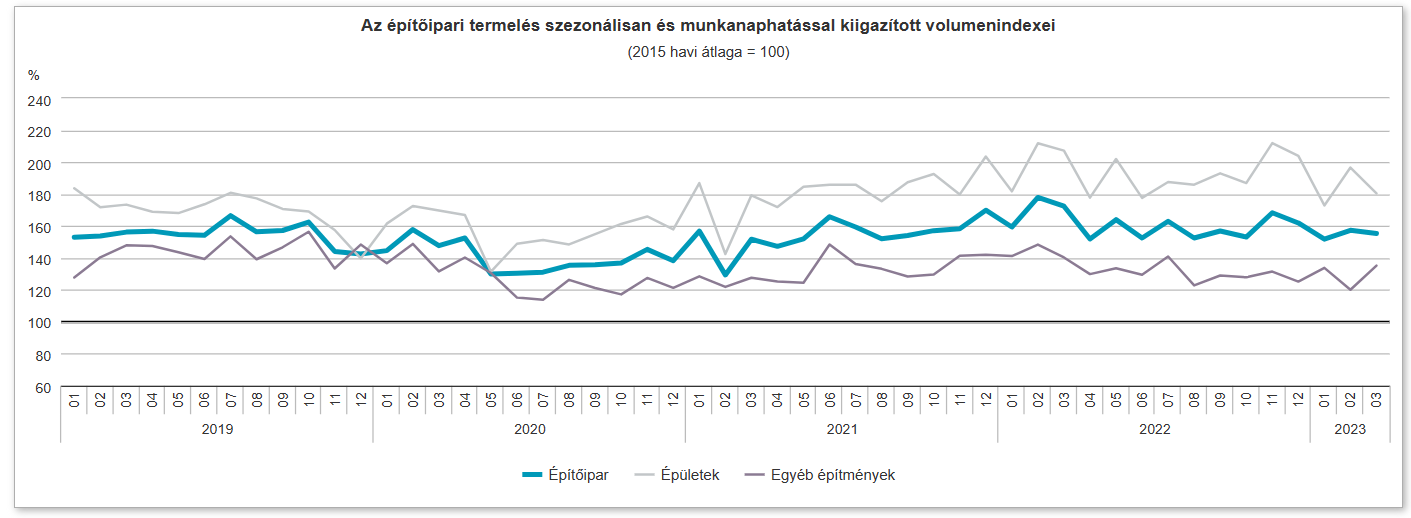 Az építőipari termelés szezonálisan és munkanaphatással kiigazított volumenindexei
(2015 havi átlaga = 100)
%
240
220
200
180
160
140
120
100
80
60
01 02 03 04 05 06 07 08 09 10 11 12 01 02 03 04 05 06 07 08 09 10 11 12 01 02 03 04 05 06 07 08 09 10 11 12 01 02 03 04 05 06 07 08 09 10 11 12 01 02 03
2019 2020 2021 2022 2023
Építőipar Épületek Egyéb építmények